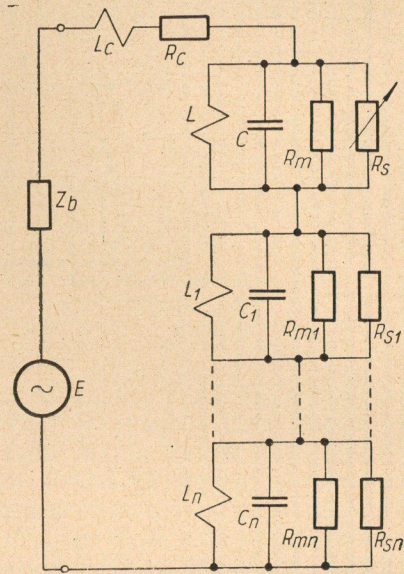 Lc Rc
L C Rm Rs
Zb
L1 C1 Rm1 Rs1
~ E
Ln Cn Rmn Rsn